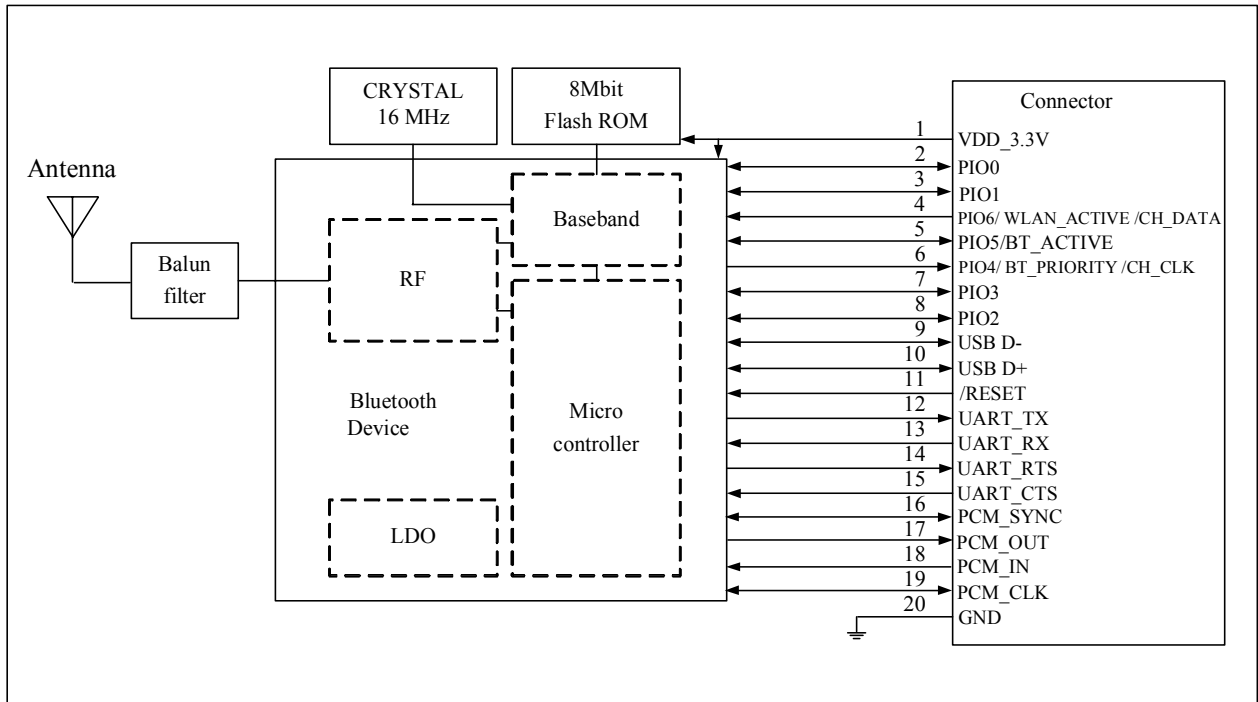 CRYSTAL
16 MHz
8Mbit
Flash ROM
Connector
Antenna
Balun
filter
RF
Baseband
Bluetooth
Device
Micro
controller
LDO
1 VDD_3.3V
2 PIO0
3 PIO1
4 PIO6/ WLAN_ACTIVE /CH_DATA
5 PIO5/BT_ACTIVE
6 PIO4/ BT_PRIORITY /CH_CLK
7 PIO3
8 PIO2
9 USB D-
10 USB D+
11 /RESET
12 UART_TX
13 UART_RX
14 UART_RTS
15 UART_CTS
16 PCM_SYNC
17 PCM_OUT
18 PCM_IN
19 PCM_CLK
20 GND